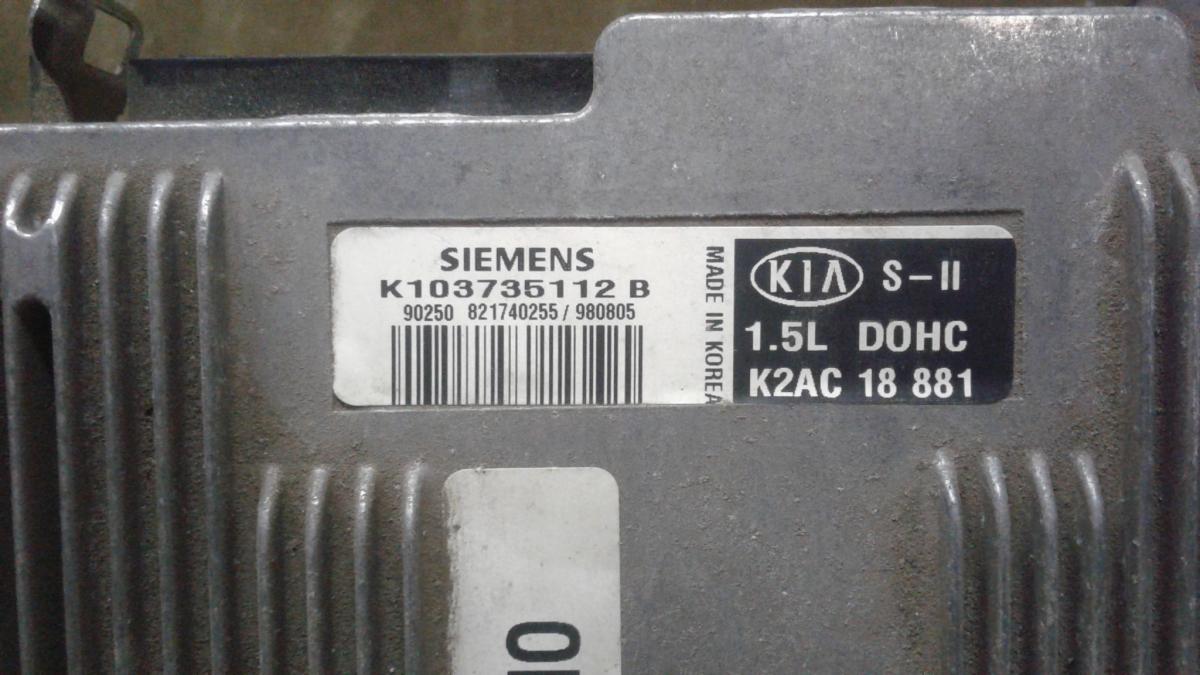 SIEMENS
K103735112 B
90250 821740255 / 980805
MADE IN KOREA
KIA S-II
1.5L DOHC
K2AC 18 881